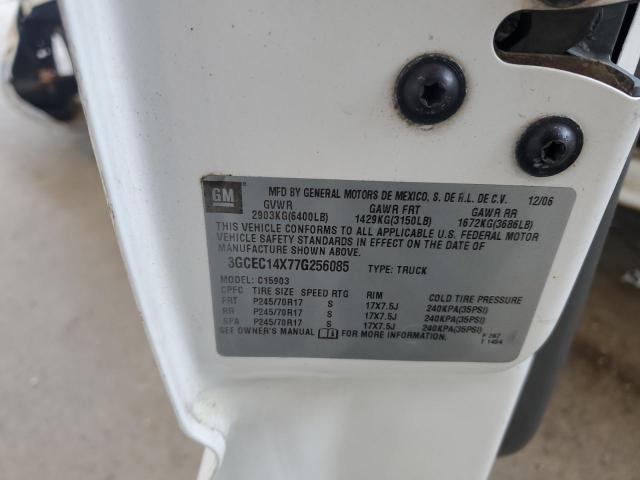 GM
MFD BY GENERAL MOTORS DE MEXICO, S. DE R.L. DE C.V. 12/06
GVWR GAWR FRT GAWR RR
2903KG(6400LB) 1429KG(3150LB) 1672KG(3686LB)
THIS VEHICLE CONFORMS TO ALL APPLICABLE U.S. FEDERAL MOTOR
VEHICLE SAFETY STANDARDS IN EFFECT ON THE DATE OF
MANUFACTURE SHOWN ABOVE.
3GCEC14X77G256085 TYPE: TRUCK
MODEL: C15903
CPFC TIRE SIZE SPEED RTG RIM COLD TIRE PRESSURE
FRT P245/70R17 S 17X7.5J 240KPA(35PSI)
RR P245/70R17 S 17X7.5J 240KPA(35PSI)
SPA P245/70R17 S 17X7.5J 240KPA(35PSI)
SEE OWNER'S MANUAL FOR MORE INFORMATION.